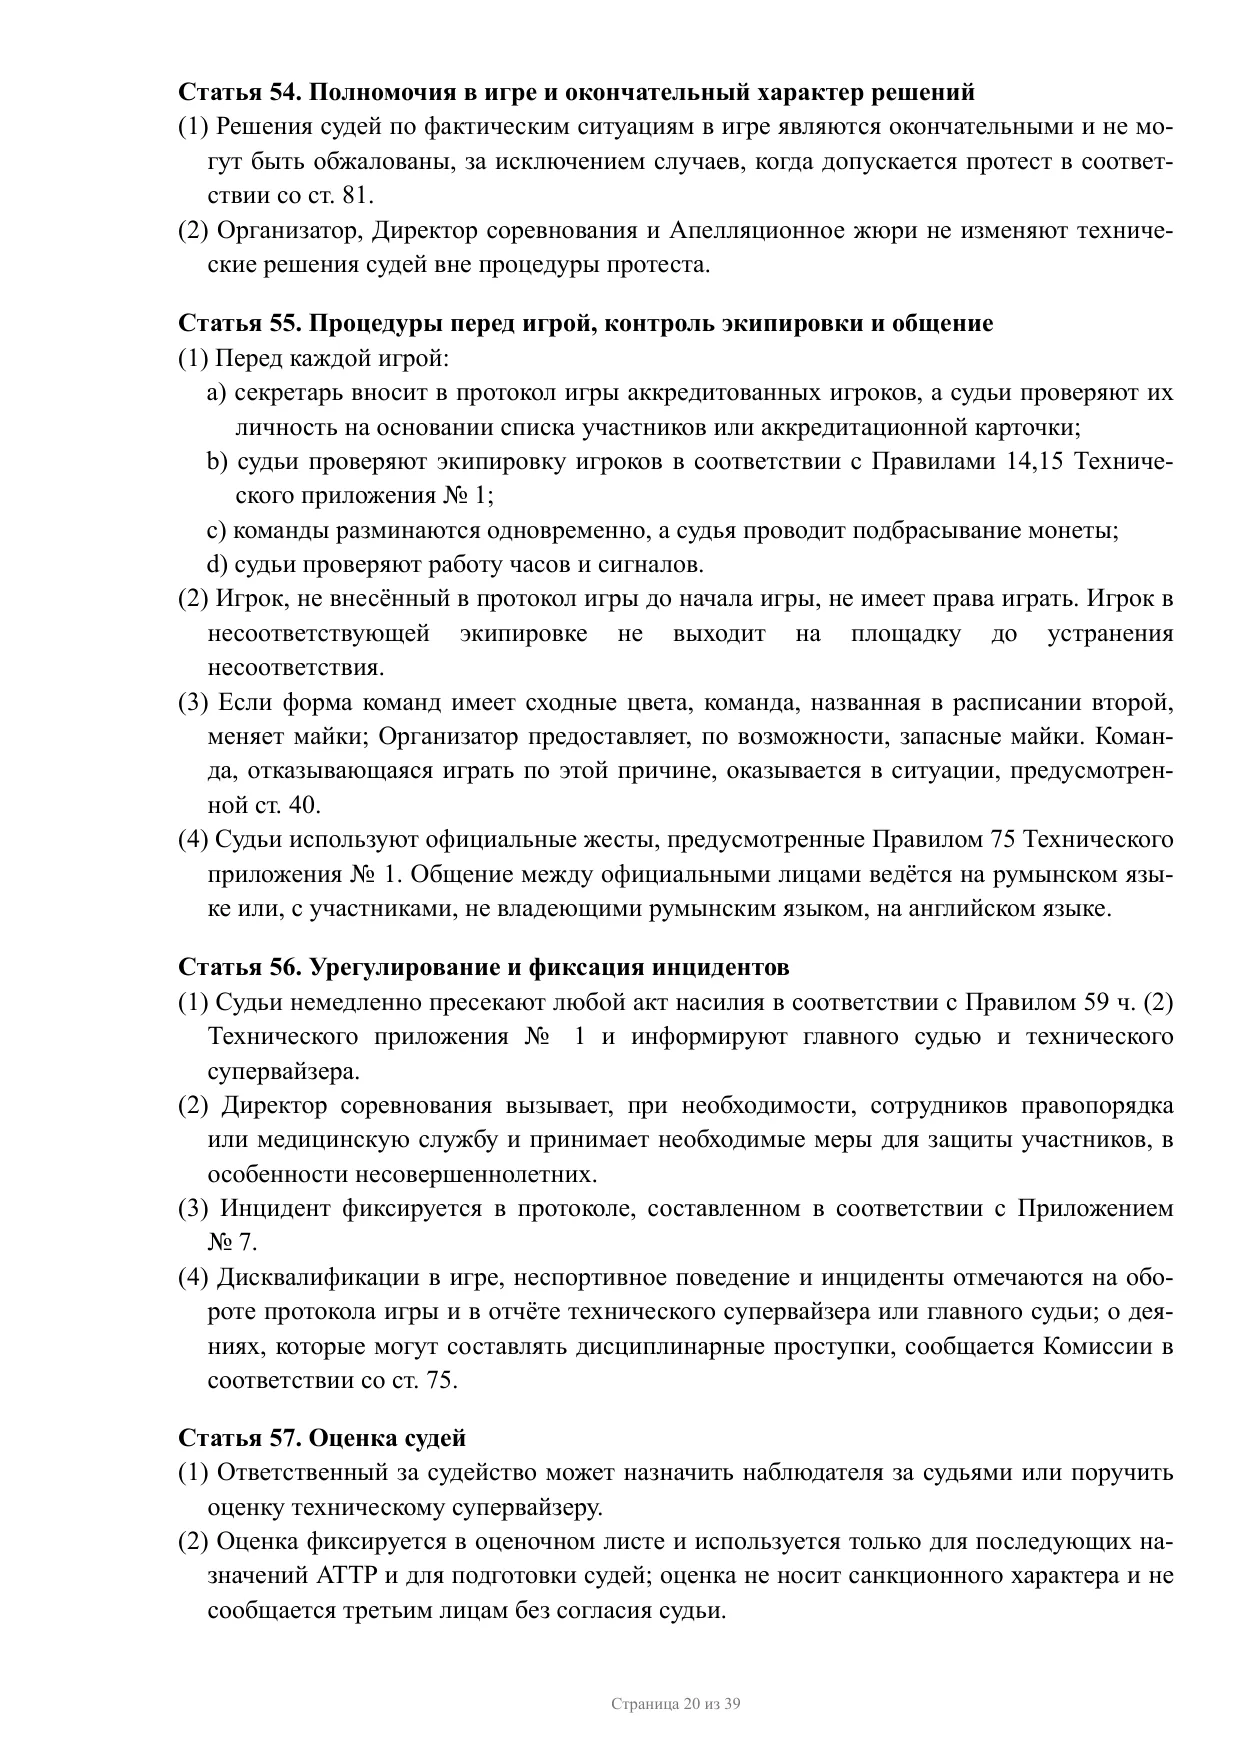 Статья 54. Полномочия в игре и окончательный характер решений
(1) Решения судей по фактическим ситуациям в игре являются окончательными и не мо-
гут быть обжалованы, за исключением случаев, когда допускается протест в соответ-
ствии со ст. 81.
(2) Организатор, Директор соревнования и Апелляционное жюри не изменяют техниче-
ские решения судей вне процедуры протеста.
Статья 55. Процедуры перед игрой, контроль экипировки и общение
(1) Перед каждой игрой:
a) секретарь вносит в протокол игры аккредитованных игроков, а судьи проверяют их
личность на основании списка участников или аккредитационной карточки;
b) судьи проверяют экипировку игроков в соответствии с Правилами 14,15 Техниче-
ского приложения № 1;
c) команды разминаются одновременно, а судья проводит подбрасывание монеты;
d) судьи проверяют работу часов и сигналов.
(2) Игрок, не внесённый в протокол игры до начала игры, не имеет права играть. Игрок в
несоответствующей экипировке не выходит на площадку до устранения
несоответствия.
(3) Если форма команд имеет сходные цвета, команда, названная в расписании второй,
меняет майки; Организатор предоставляет, по возможности, запасные майки. Коман-
да, отказывающаяся играть по этой причине, оказывается в ситуации, предусмотрен-
ной ст. 40.
(4) Судьи используют официальные жесты, предусмотренные Правилом 75 Технического
приложения № 1. Общение между официальными лицами ведётся на румынском язы-
ке или, с участниками, не владеющими румынским языком, на английском языке.
Статья 56. Урегулирование и фиксация инцидентов
(1) Судьи немедленно пресекают любой акт насилия в соответствии с Правилом 59 ч. (2)
Технического приложения № 1 и информируют главного судью и технического
супервайзера.
(2) Директор соревнования вызывает, при необходимости, сотрудников правопорядка
или медицинскую службу и принимает необходимые меры для защиты участников, в
особенности несовершеннолетних.
(3) Инцидент фиксируется в протоколе, составленном в соответствии с Приложением
№ 7.
(4) Дисквалификации в игре, неспортивное поведение и инциденты отмечаются на обо-
роте протокола игры и в отчёте технического супервайзера или главного судьи; о дея-
ниях, которые могут составлять дисциплинарные проступки, сообщается Комиссии в
соответствии со ст. 75.
Статья 57. Оценка судей
(1) Ответственный за судейство может назначить наблюдателя за судьями или поручить
оценку техническому супервайзеру.
(2) Оценка фиксируется в оценочном листе и используется только для последующих на-
значений АТТР и для подготовки судей; оценка не носит санкционного характера и не
сообщается третьим лицам без согласия судьи.
Страница 20 из 39